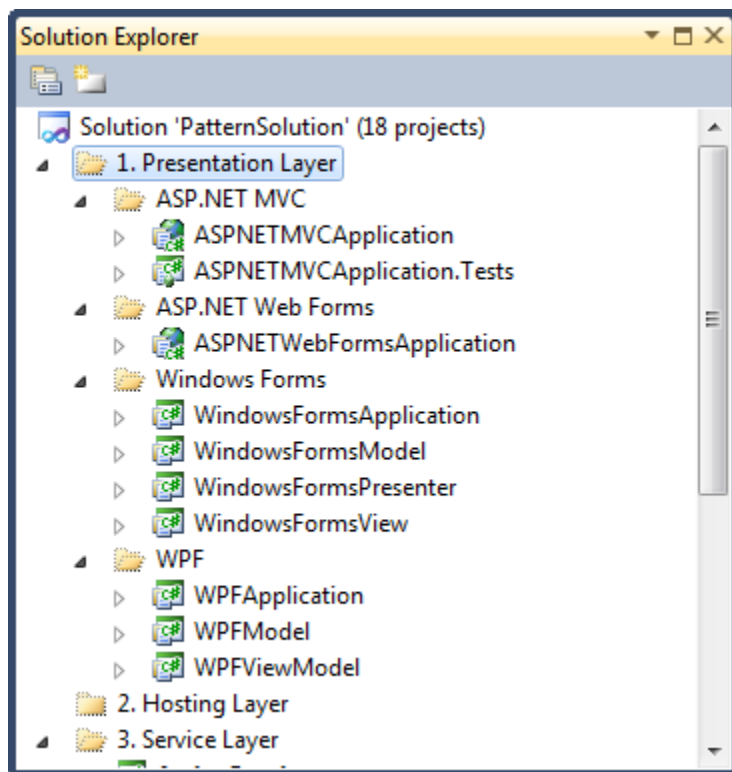 Solution Explorer
Solution 'PatternSolution' (18 projects)
1. Presentation Layer
ASP.NET MVC
ASPNETMVCApplication
ASPNETMVCApplication.Tests
ASP.NET Web Forms
ASPNETWebFormsApplication
Windows Forms
WindowsFormsApplication
WindowsFormsModel
WindowsFormsPresenter
WindowsFormsView
WPF
WPFApplication
WPFModel
WPFViewModel
2. Hosting Layer
3. Service Layer